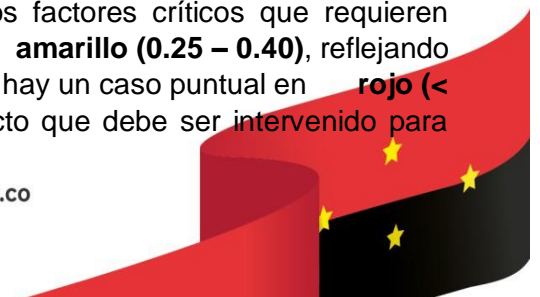 os factores críticos que requieren
amarillo (0.25 – 0.40), reflejando
hay un caso puntual en rojo (<
cto que debe ser intervenido para
.co